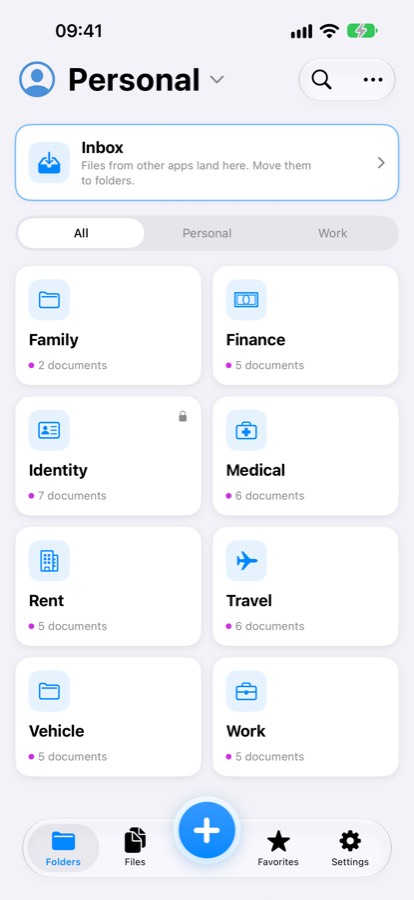 09:41
Personal
Inbox
Files from other apps land here. Move them
to folders.
All
Personal
Work
Family
2 documents
Finance
5 documents
Identity
7 documents
Medical
6 documents
Rent
5 documents
Travel
6 documents
Vehicle
5 documents
Work
5 documents
Folders
Files
Favorites
Settings